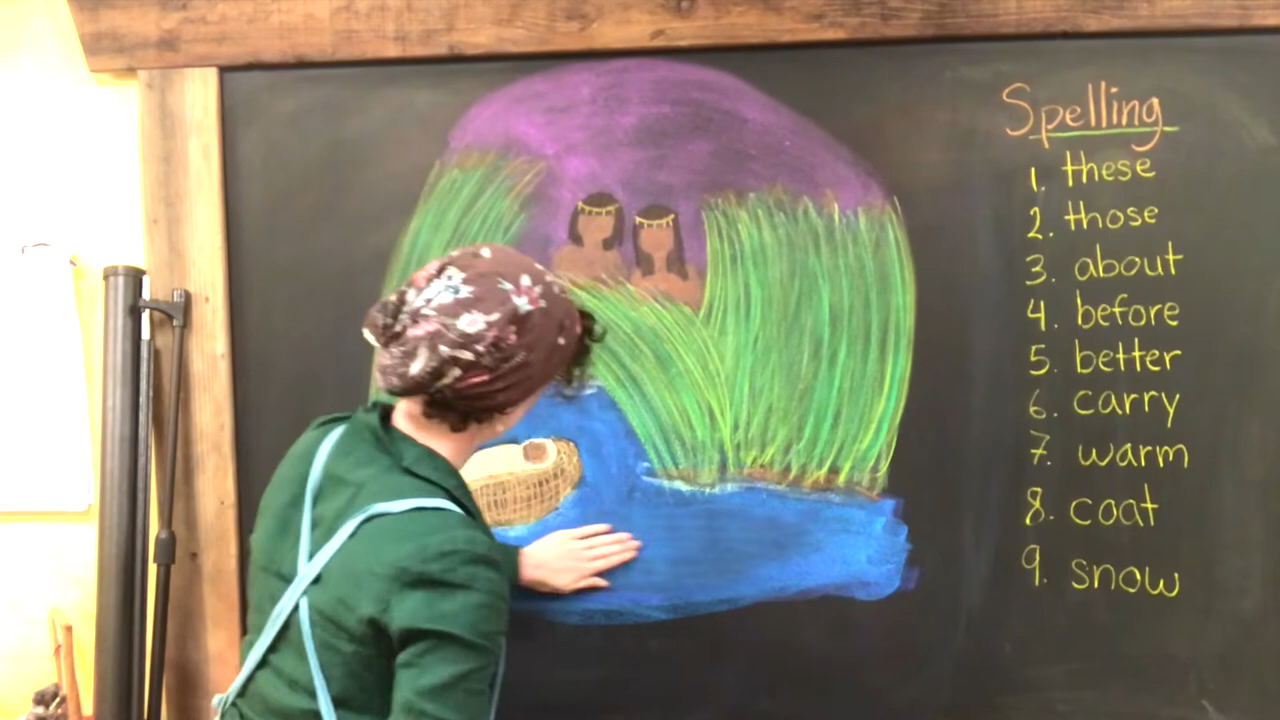 Spelling
1. these
2. those
3. about
4. before
5. better
6. carry
7. warm
8. coat
9. snow